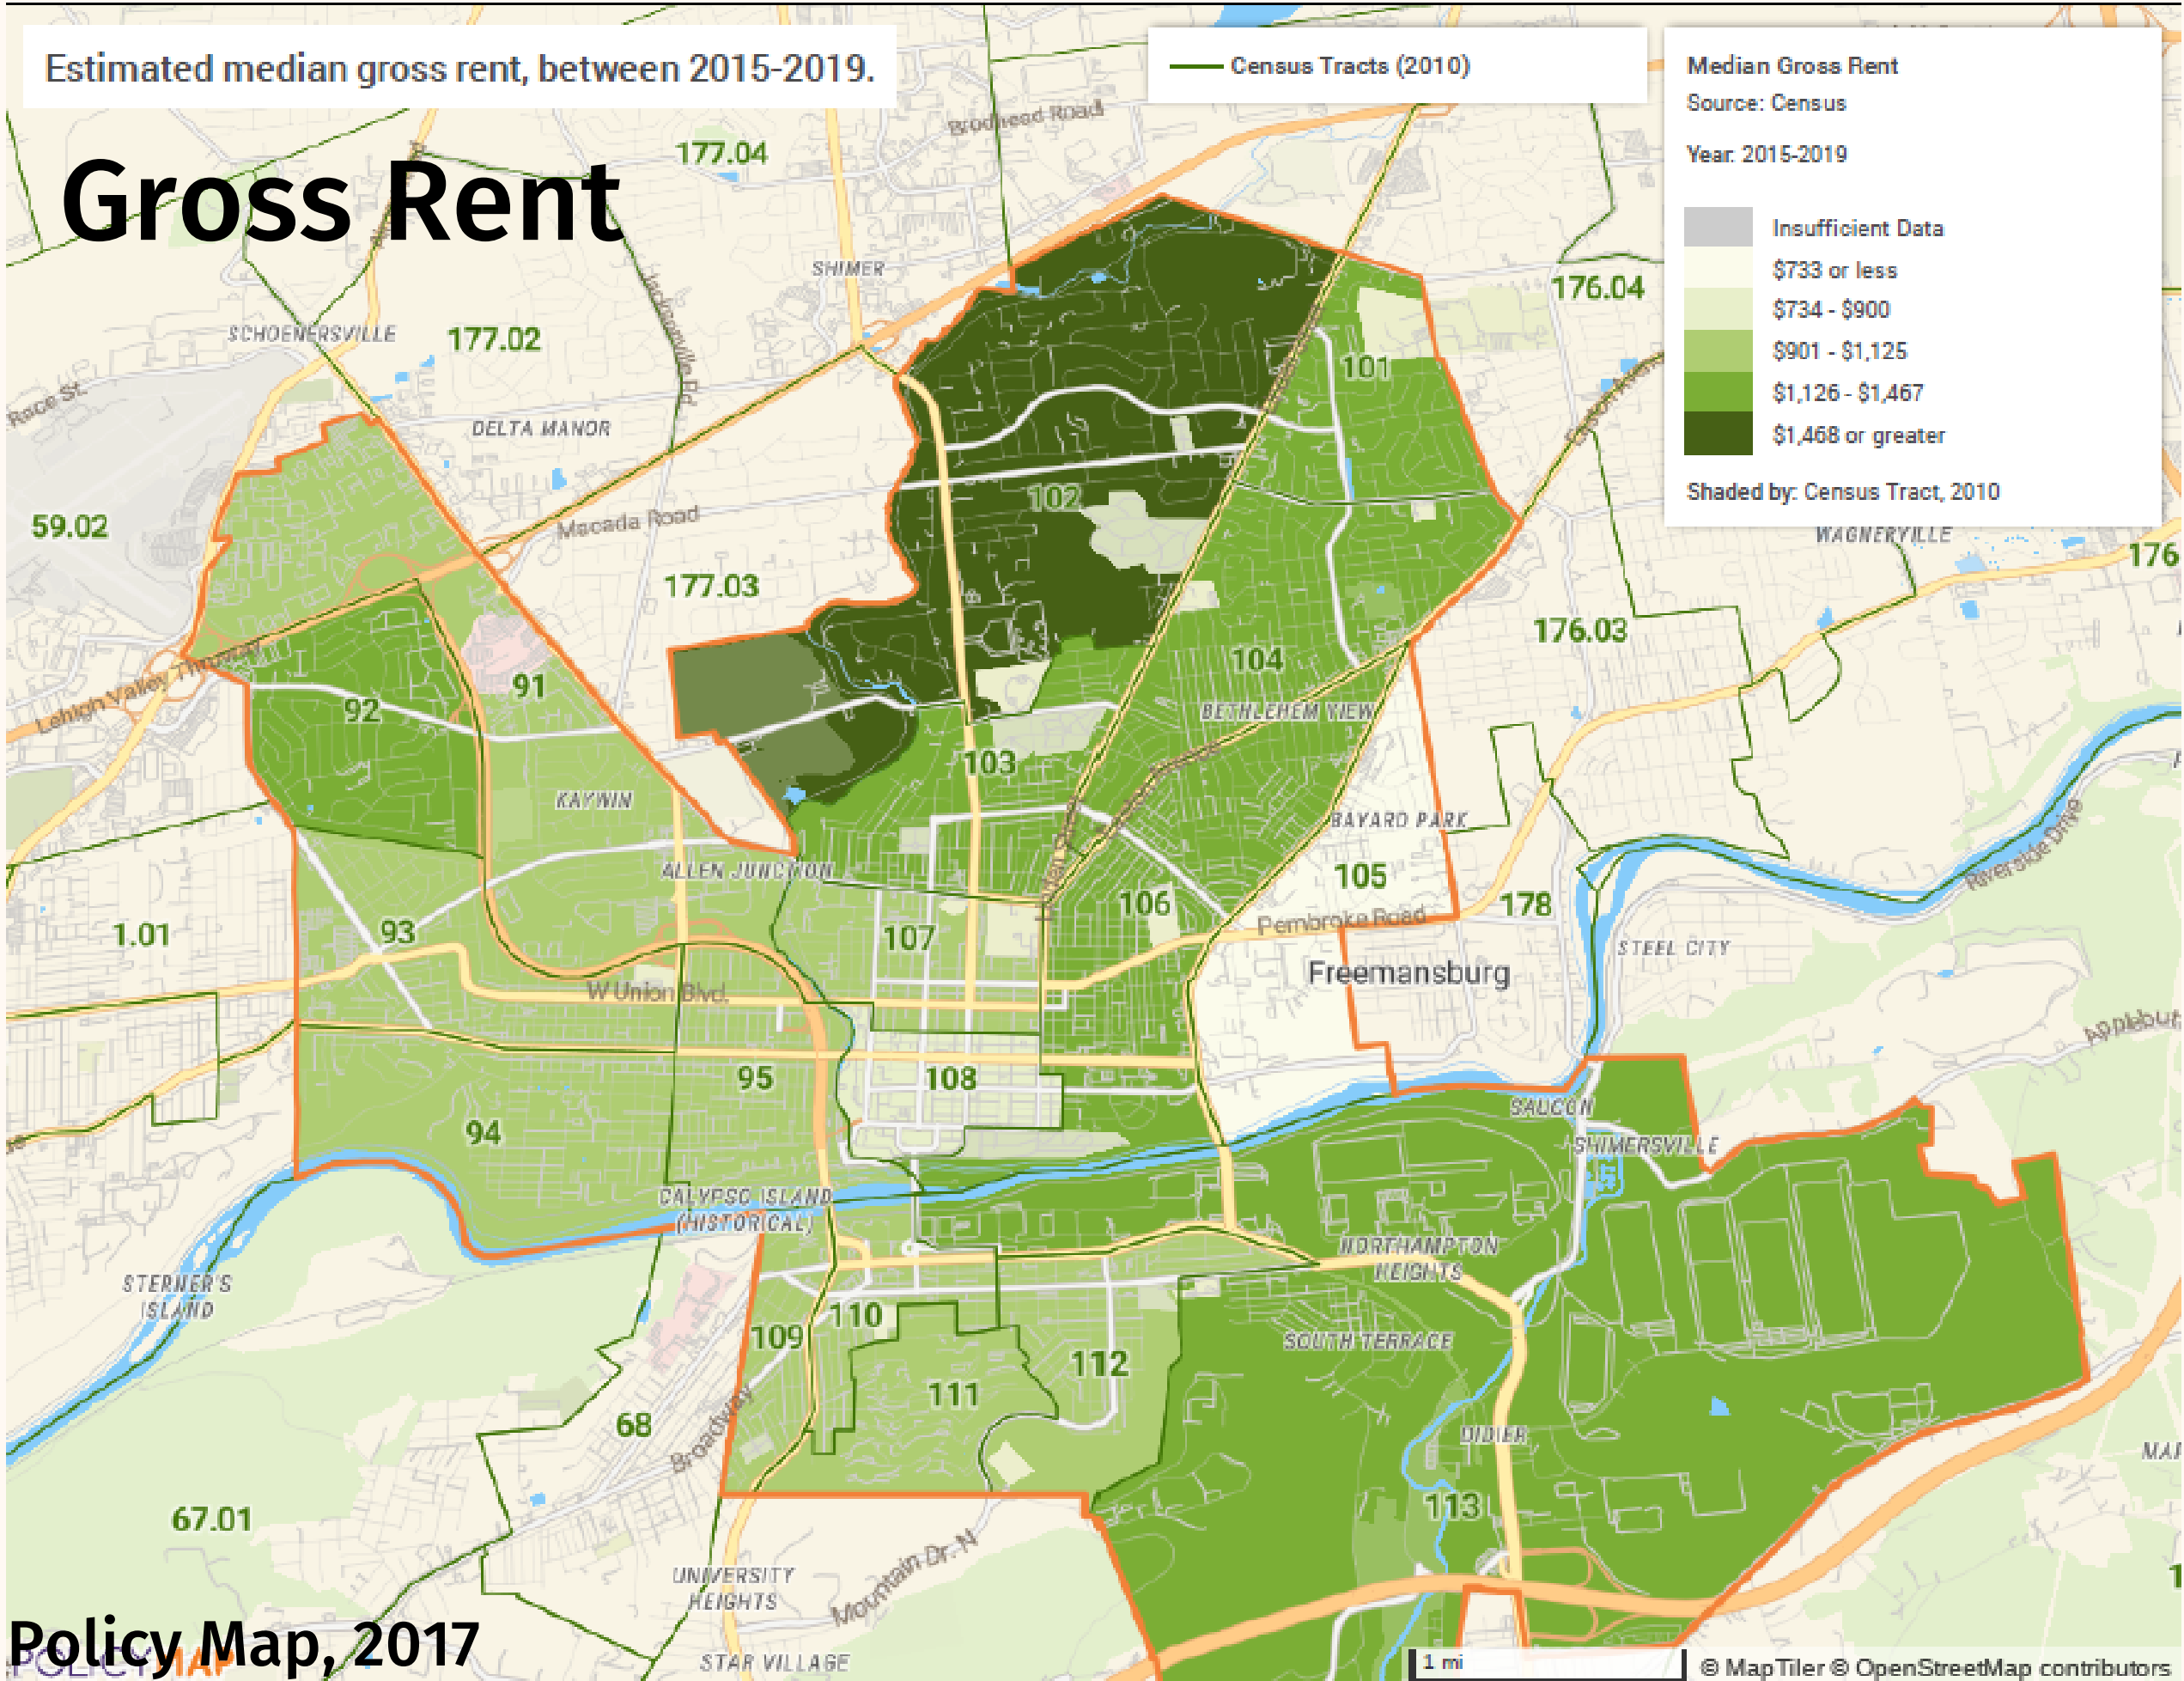 Estimated median gross rent, between 2015-2019.
Census Tracts (2010)
Median Gross Rent
Source: Census
Year: 2015-2019
Insufficient Data
$733 or less
$734 - $900
$901 - $1,125
$1,126 - $1,467
$1,468 or greater
Shaded by: Census Tract, 2010
Gross Rent
Brodhead Road
177.04
SHIMER
176.04
SCHOENERSVILLE
177.02
Jacksonville Rd
101
Race St
DELTA MANOR
102
59.02
Macada Road
WAGNERVILLE
176
177.03
176.03
Lehigh Valley Thruway
91
92
104
BETHLEHEM VIEW
103
KAYWIN
BAYARD PARK
ALLEN JUNCTION
105
Riverside Drive
106
178
1.01
93
107
Pembroke Road
STEEL CITY
Freemansburg
W Union Blvd.
Applebut
95
108
94
SAUCON
SHIMERSVILLE
CALYPSO ISLAND
(HISTORICAL)
NORTHAMPTON
HEIGHTS
STERNER'S
ISLAND
110
109
SOUTH TERRACE
112
111
68
Broadway
DIDIER
MAR
113
67.01
Mountain Dr. N
UNIVERSITY
HEIGHTS
Policy Map, 2017
POLICYMAP
STAR VILLAGE
1 mi
© MapTiler © OpenStreetMap contributors